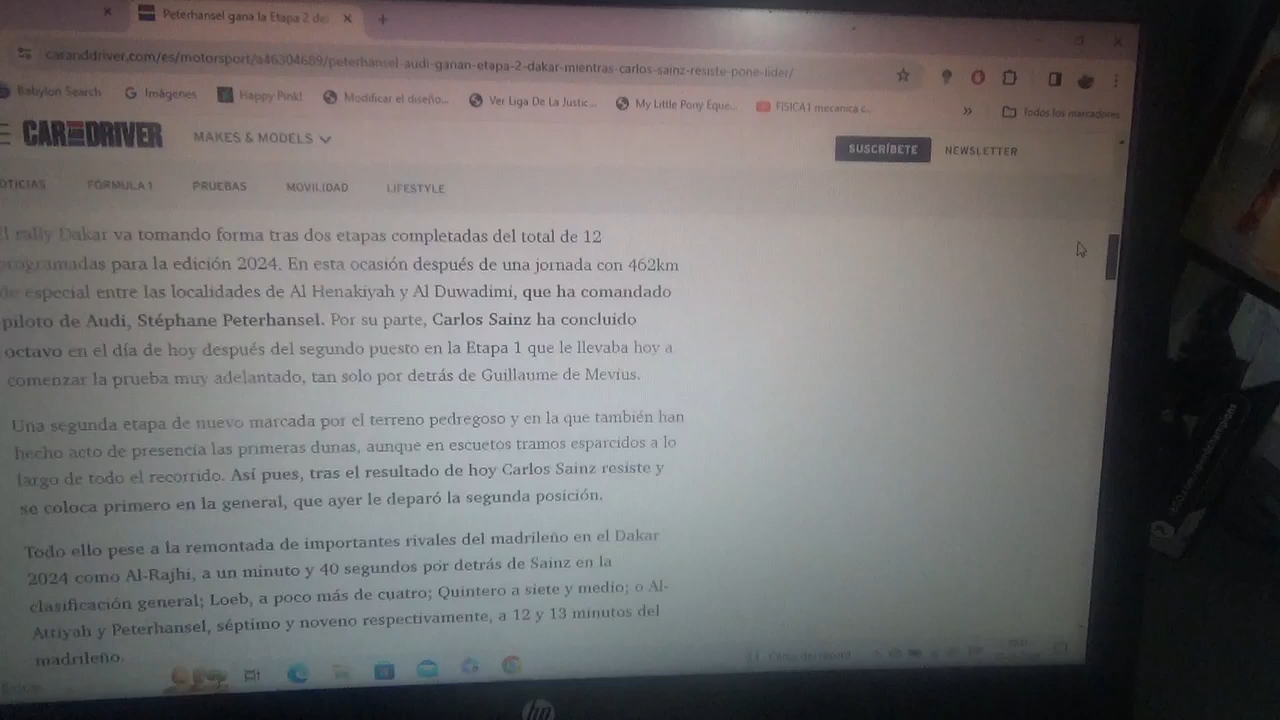 Peterhansel gana la Etapa 2 de
caranddriver.com/es/motorsport/a46304689/peterhansel-audi-ganan-etapa-2-dakar-mientras-carlos-sainz-resiste-pone-lider/
Babylon Search Imágenes Happy Pink! Modificar el diseño... Ver Liga De La Justic... My Little Pony Eque... FISICA1 mecanica c... » Todos los marcadores
CAR AND DRIVER MAKES & MODELS SUSCRÍBETE NEWSLETTER
OTICIAS FÓRMULA 1 PRUEBAS MOVILIDAD LIFESTYLE
El rally Dakar va tomando forma tras dos etapas completadas del total de 12
programadas para la edición 2024. En esta ocasión después de una jornada con 462km
de especial entre las localidades de Al Henakiyah y Al Duwadimi, que ha comandado
piloto de Audi, Stéphane Peterhansel. Por su parte, Carlos Sainz ha concluido
octavo en el día de hoy después del segundo puesto en la Etapa 1 que le llevaba hoy a
comenzar la prueba muy adelantado, tan solo por detrás de Guillaume de Mevius.
Una segunda etapa de nuevo marcada por el terreno pedregoso y en la que también han
hecho acto de presencia las primeras dunas, aunque en escuetos tramos esparcidos a lo
largo de todo el recorrido. Así pues, tras el resultado de hoy Carlos Sainz resiste y
se coloca primero en la general, que ayer le deparó la segunda posición.
Todo ello pese a la remontada de importantes rivales del madrileño en el Dakar
2024 como Al-Rajhi, a un minuto y 40 segundos por detrás de Sainz en la
clasificación general; Loeb, a poco más de cuatro; Quintero a siete y medio; o Al-
Attiyah y Peterhansel, séptimo y noveno respectivamente, a 12 y 13 minutos del
madrileño.
hp